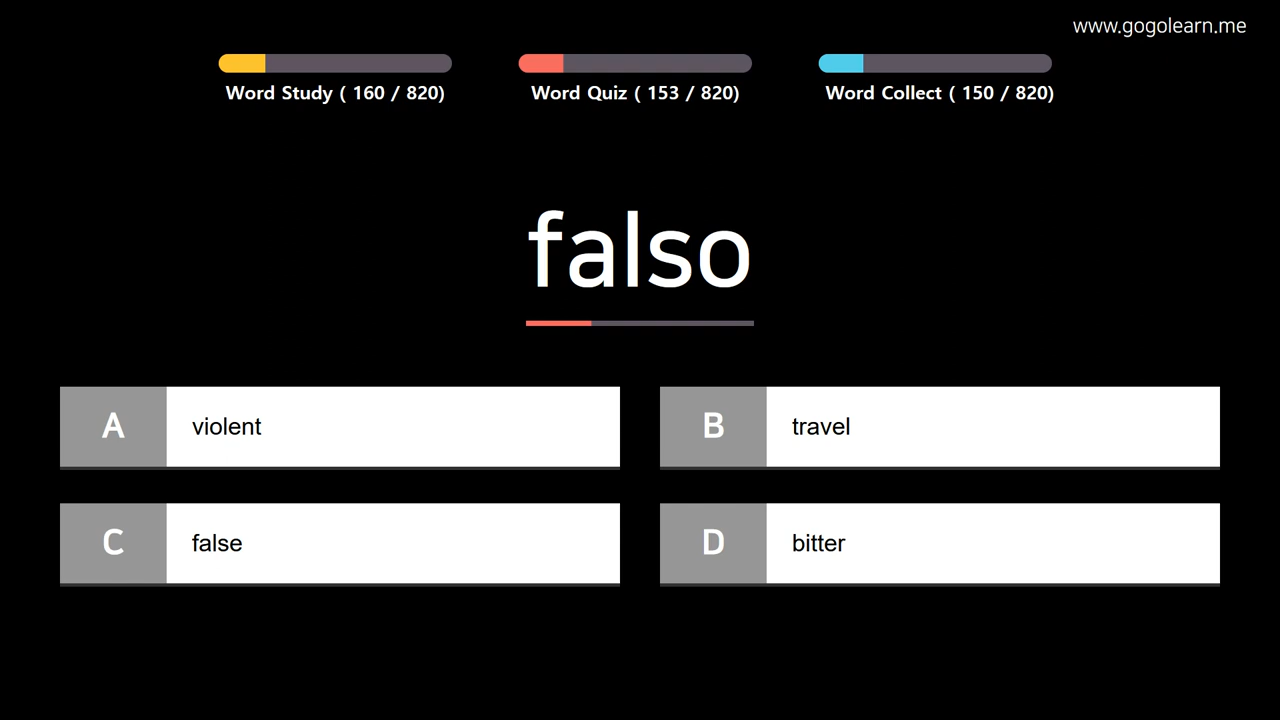 www.gogolearn.me
Word Study ( 160 / 820)
Word Quiz ( 153 / 820)
Word Collect ( 150 / 820)
falso
A violent
B travel
C false
D bitter